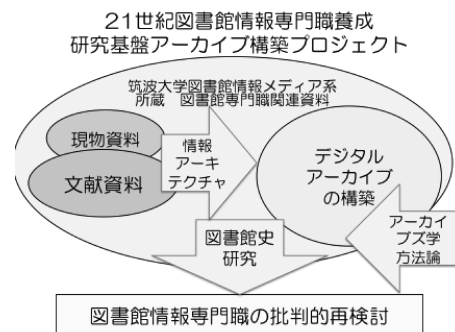 21世紀図書館情報専門職養成
研究基盤アーカイブ構築プロジェクト
筑波大学図書館情報メディア系
所蔵 図書館専門職関連資料
現物資料
文献資料
情報
アーキ
テクチャ
デジタル
アーカイブ
の構築
図書館史
研究
アーカイ
ブズ学
方法論
図書館情報専門職の批判的再検討